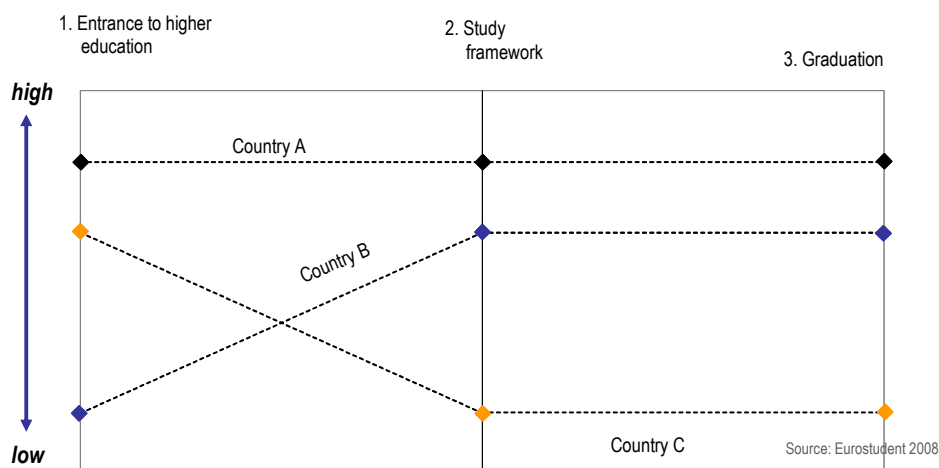 1. Entrance to higher
education
2. Study
framework
3. Graduation
high
Country A
Country B
Country C
low
Source: Eurostudent 2008